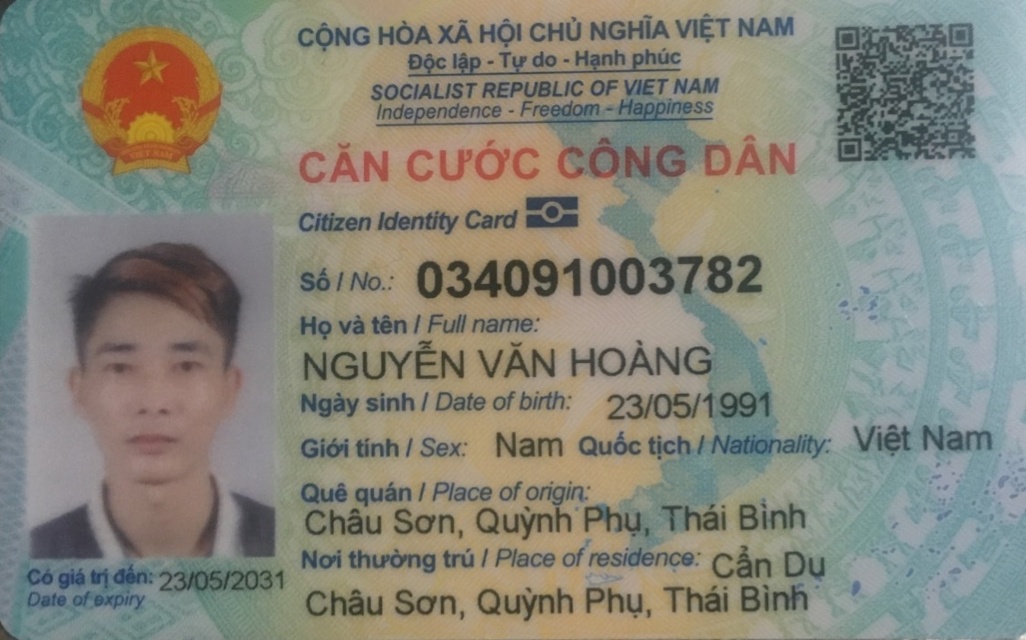 CỘNG HÒA XÃ HỘI CHỦ NGHĨA VIỆT NAM
Độc lập - Tự do - Hạnh phúc
SOCIALIST REPUBLIC OF VIET NAM
Independence - Freedom - Happiness
CĂN CƯỚC CÔNG DÂN
Citizen Identity Card
Số / No.: 034091003782
Họ và tên / Full name:
NGUYỄN VĂN HOÀNG
Ngày sinh / Date of birth: 23/05/1991
Giới tính / Sex: Nam Quốc tịch / Nationality: Việt Nam
Quê quán / Place of origin:
Châu Sơn, Quỳnh Phụ, Thái Bình
Nơi thường trú / Place of residence: Cẩn Du
Châu Sơn, Quỳnh Phụ, Thái Bình
Có giá trị đến: 23/05/2031
Date of expiry
VIỆT NAM